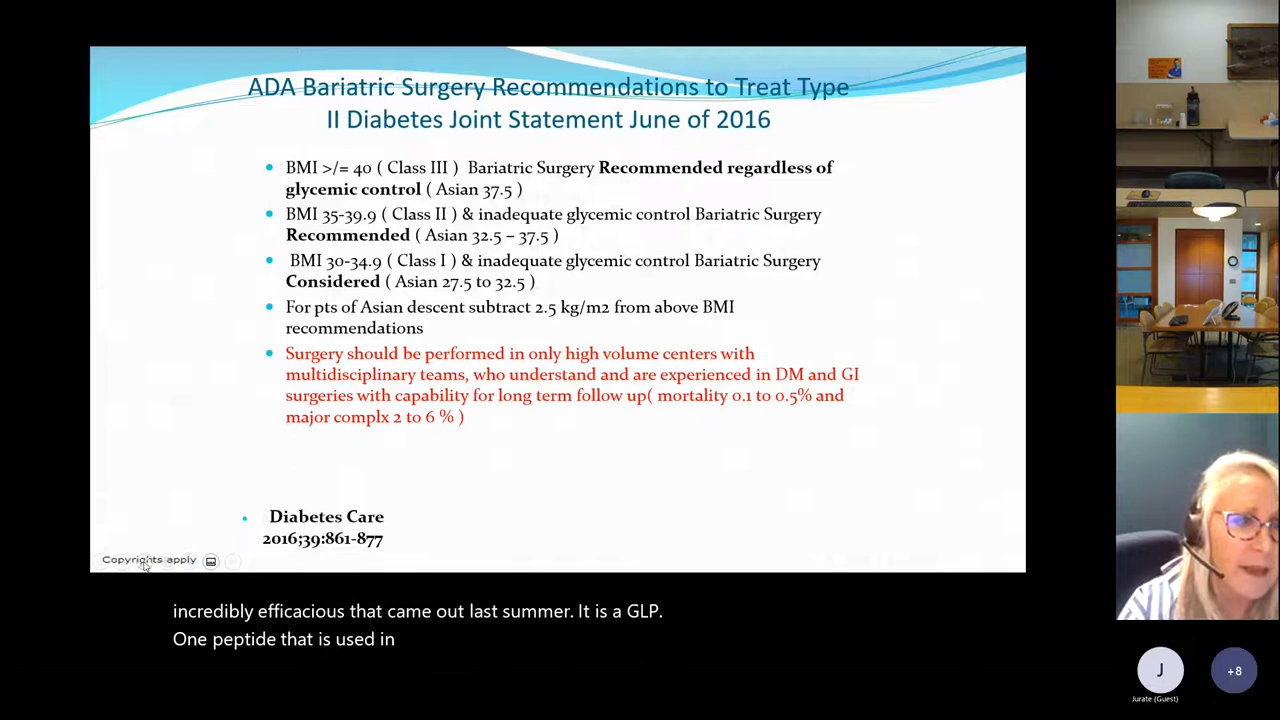 ADA Bariatric Surgery Recommendations to Treat Type
II Diabetes Joint Statement June of 2016
• BMI >/= 40 ( Class III ) Bariatric Surgery Recommended regardless of
glycemic control ( Asian 37.5 )
• BMI 35-39.9 ( Class II ) & inadequate glycemic control Bariatric Surgery
Recommended ( Asian 32.5 – 37.5 )
• BMI 30-34.9 ( Class I ) & inadequate glycemic control Bariatric Surgery
Considered ( Asian 27.5 to 32.5 )
• For pts of Asian descent subtract 2.5 kg/m2 from above BMI
recommendations
• Surgery should be performed in only high volume centers with
multidisciplinary teams, who understand and are experienced in DM and GI
surgeries with capability for long term follow up( mortality 0.1 to 0.5% and
major complx 2 to 6 % )
• Diabetes Care
2016;39:861-877
Copyrights apply
incredibly efficacious that came out last summer. It is a GLP.
One peptide that is used in
J
+8
Jurate (Guest)